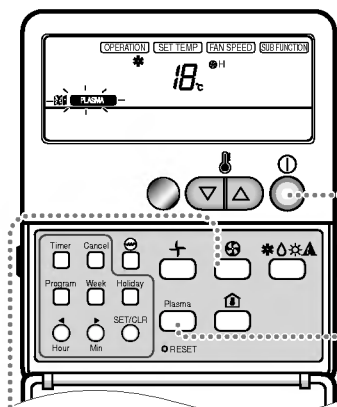 OPERATION SET TEMP FAN SPEED SUB FUNCTION
18°C H
PLASMA
Timer Cancel
Program Week Holiday
Plasma
SET/CLR
Hour Min
RESET